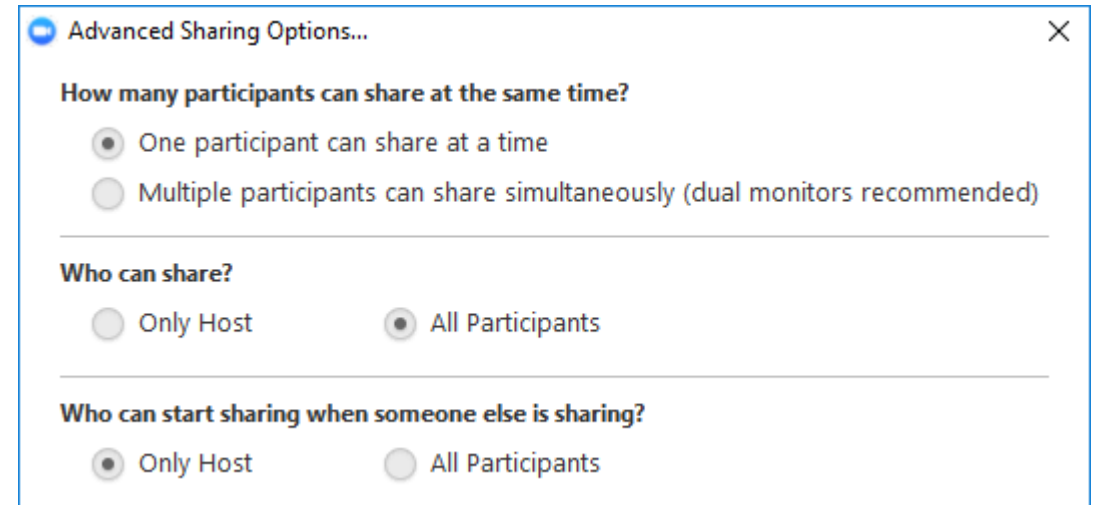 Advanced Sharing Options...
How many participants can share at the same time?
One participant can share at a time
Multiple participants can share simultaneously (dual monitors recommended)
Who can share?
Only Host All Participants
Who can start sharing when someone else is sharing?
Only Host All Participants